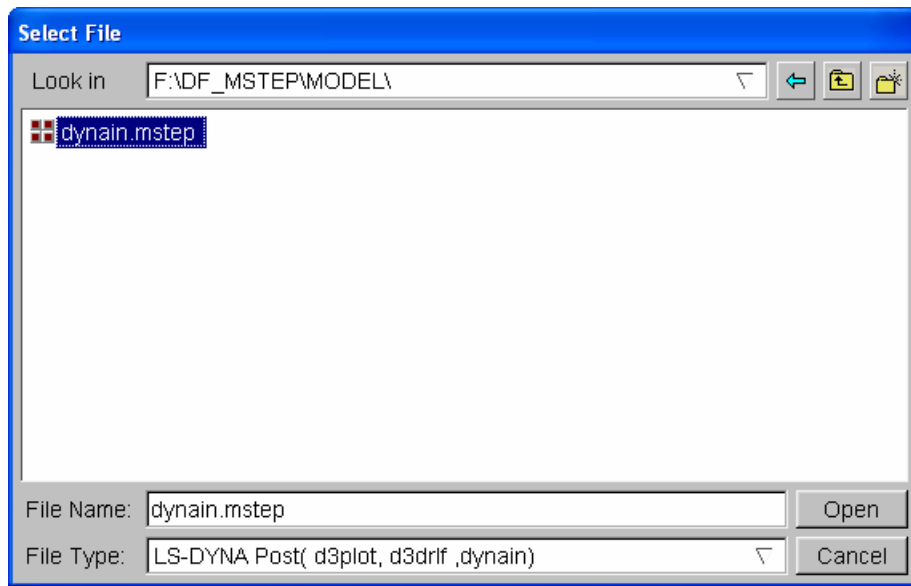 Select File
Look in F:\DF_MSTEP\MODEL\
dynain.mstep
File Name: dynain.mstep Open
File Type: LS-DYNA Post( d3plot, d3drlf ,dynain) Cancel